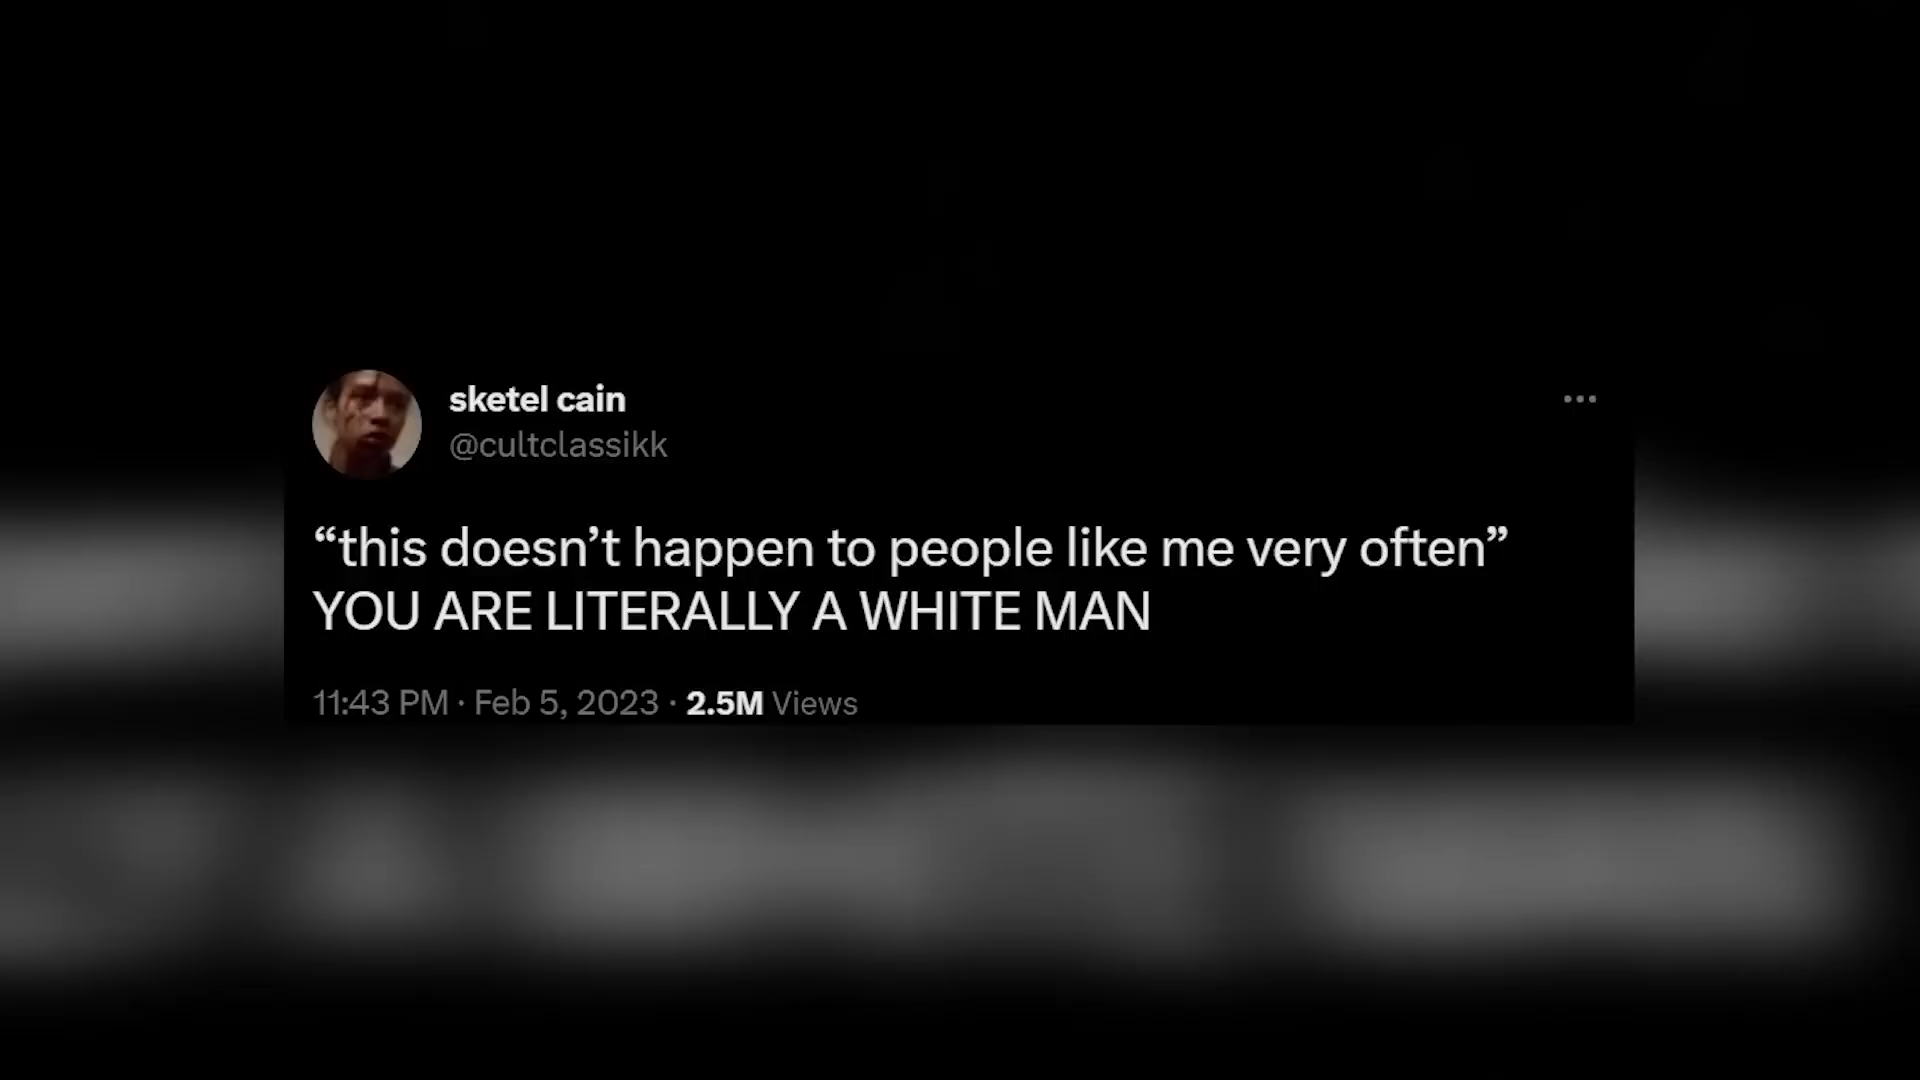 sketel cain
@cultclassikk
“this doesn’t happen to people like me very often”
YOU ARE LITERALLY A WHITE MAN
11:43 PM · Feb 5, 2023 · 2.5M Views